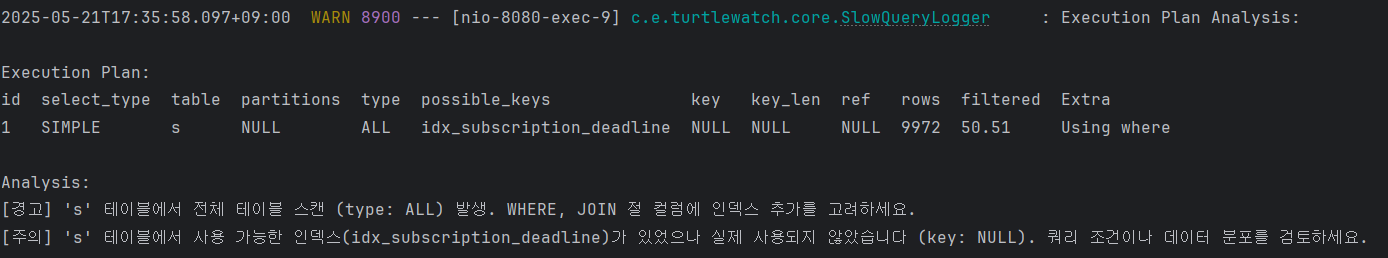 2025-05-21T17:35:58.097+09:00  WARN 8900 --- [nio-8080-exec-9] c.e.turtlewatch.core.SlowQueryLogger     : Execution Plan Analysis:
Execution Plan:
id  select_type  table  partitions  type  possible_keys              key   key_len  ref   rows  filtered  Extra
1   SIMPLE       s      NULL        ALL   idx_subscription_deadline  NULL  NULL     NULL  9972  50.51     Using where
Analysis:
[경고] 's' 테이블에서 전체 테이블 스캔 (type: ALL) 발생. WHERE, JOIN 절 컬럼에 인덱스 추가를 고려하세요.
[주의] 's' 테이블에서 사용 가능한 인덱스(idx_subscription_deadline)가 있었으나 실제 사용되지 않았습니다 (key: NULL). 쿼리 조건이나 데이터 분포를 검토하세요.